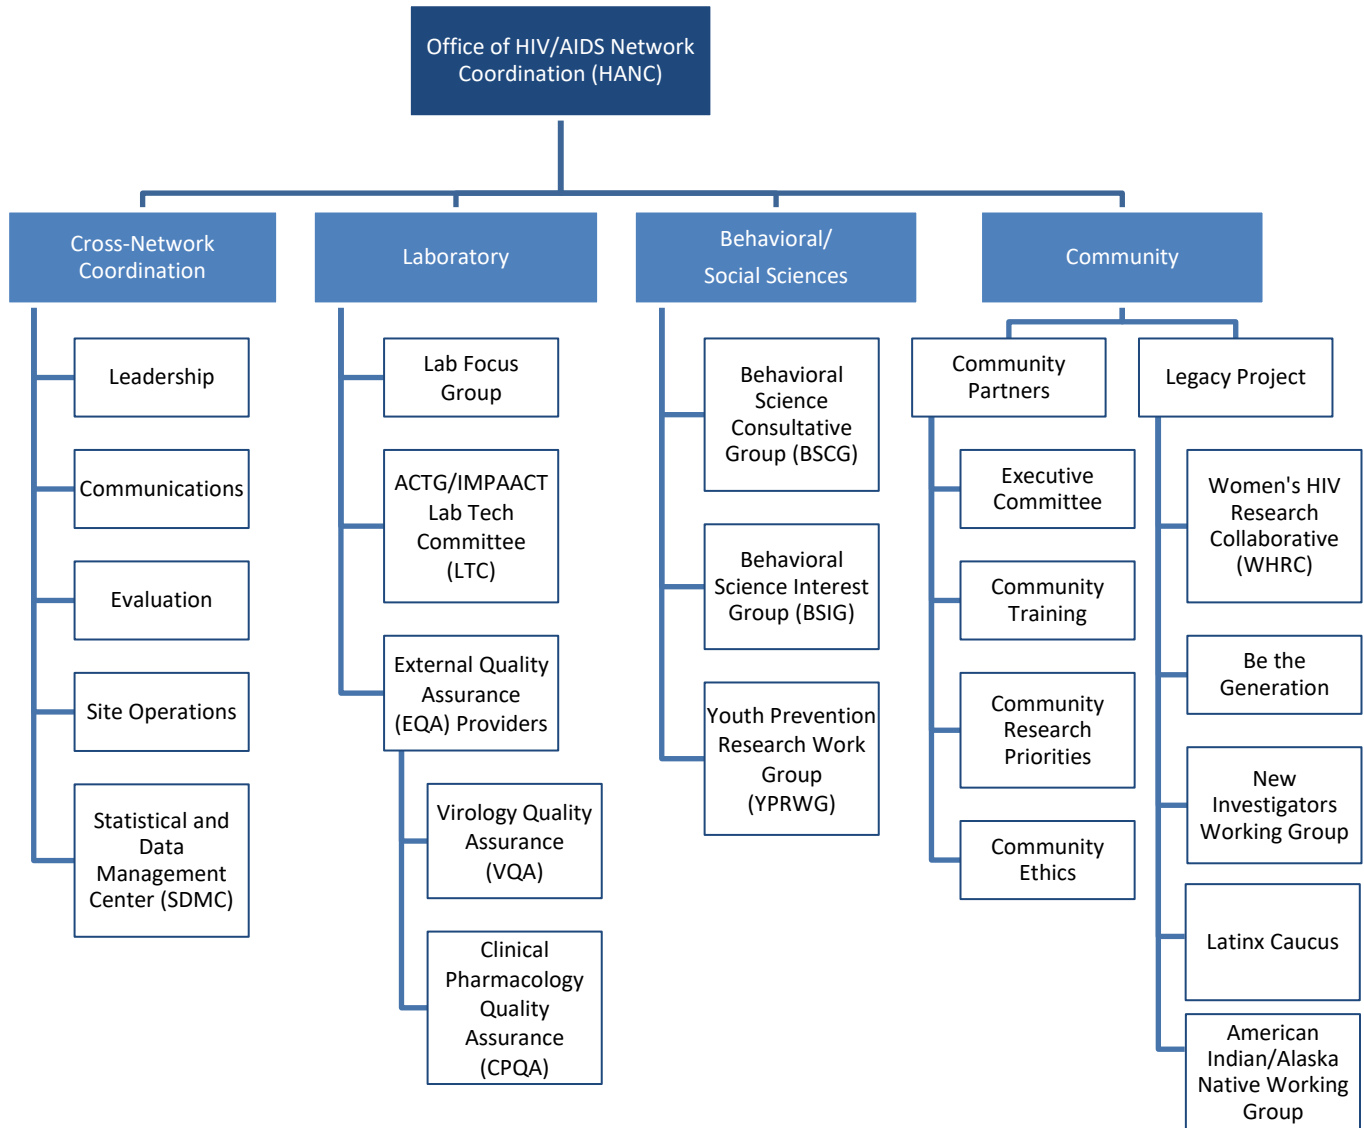 Office of HIV/AIDS Network
Coordination (HANC)
Cross-Network
Coordination
Leadership
Communications
Evaluation
Site Operations
Statistical and
Data
Management
Center (SDMC)
Laboratory
Lab Focus
Group
ACTG/IMPAACT
Lab Tech
Committee
(LTC)
External Quality
Assurance
(EQA) Providers
Virology Quality
Assurance
(VQA)
Clinical
Pharmacology
Quality
Assurance
(CPQA)
Behavioral/
Social Sciences
Behavioral
Science
Consultative
Group (BSCG)
Behavioral
Science Interest
Group (BSIG)
Youth Prevention
Research Work
Group
(YPRWG)
Community
Community
Partners
Executive
Committee
Community
Training
Community
Research
Priorities
Community
Ethics
Legacy Project
Women's HIV
Research
Collaborative
(WHRC)
Be the
Generation
New
Investigators
Working Group
Latinx Caucus
American
Indian/Alaska
Native Working
Group